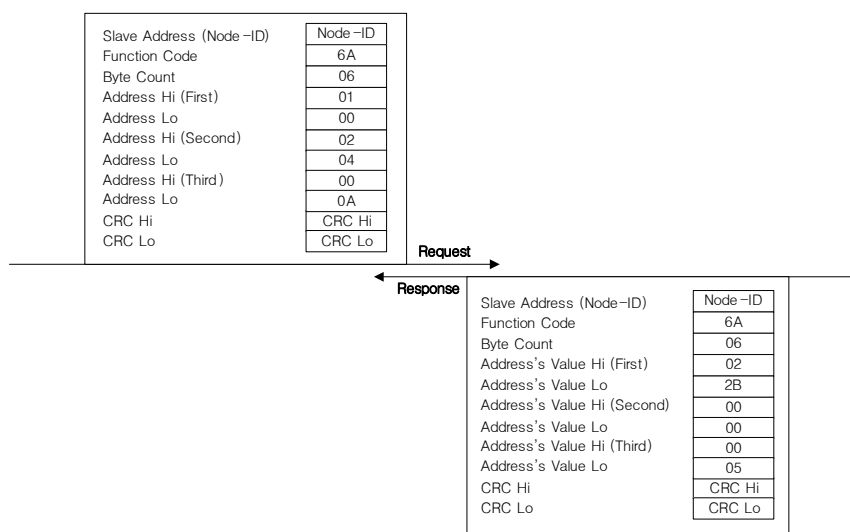 Slave Address (Node-ID) Node-ID
Function Code 6A
Byte Count 06
Address Hi (First) 01
Address Lo 00
Address Hi (Second) 02
Address Lo 04
Address Hi (Third) 00
Address Lo 0A
CRC Hi CRC Hi
CRC Lo CRC Lo
Request
Response
Slave Address (Node-ID) Node-ID
Function Code 6A
Byte Count 06
Address's Value Hi (First) 02
Address's Value Lo 2B
Address's Value Hi (Second) 00
Address's Value Lo 00
Address's Value Hi (Third) 00
Address's Value Lo 05
CRC Hi CRC Hi
CRC Lo CRC Lo